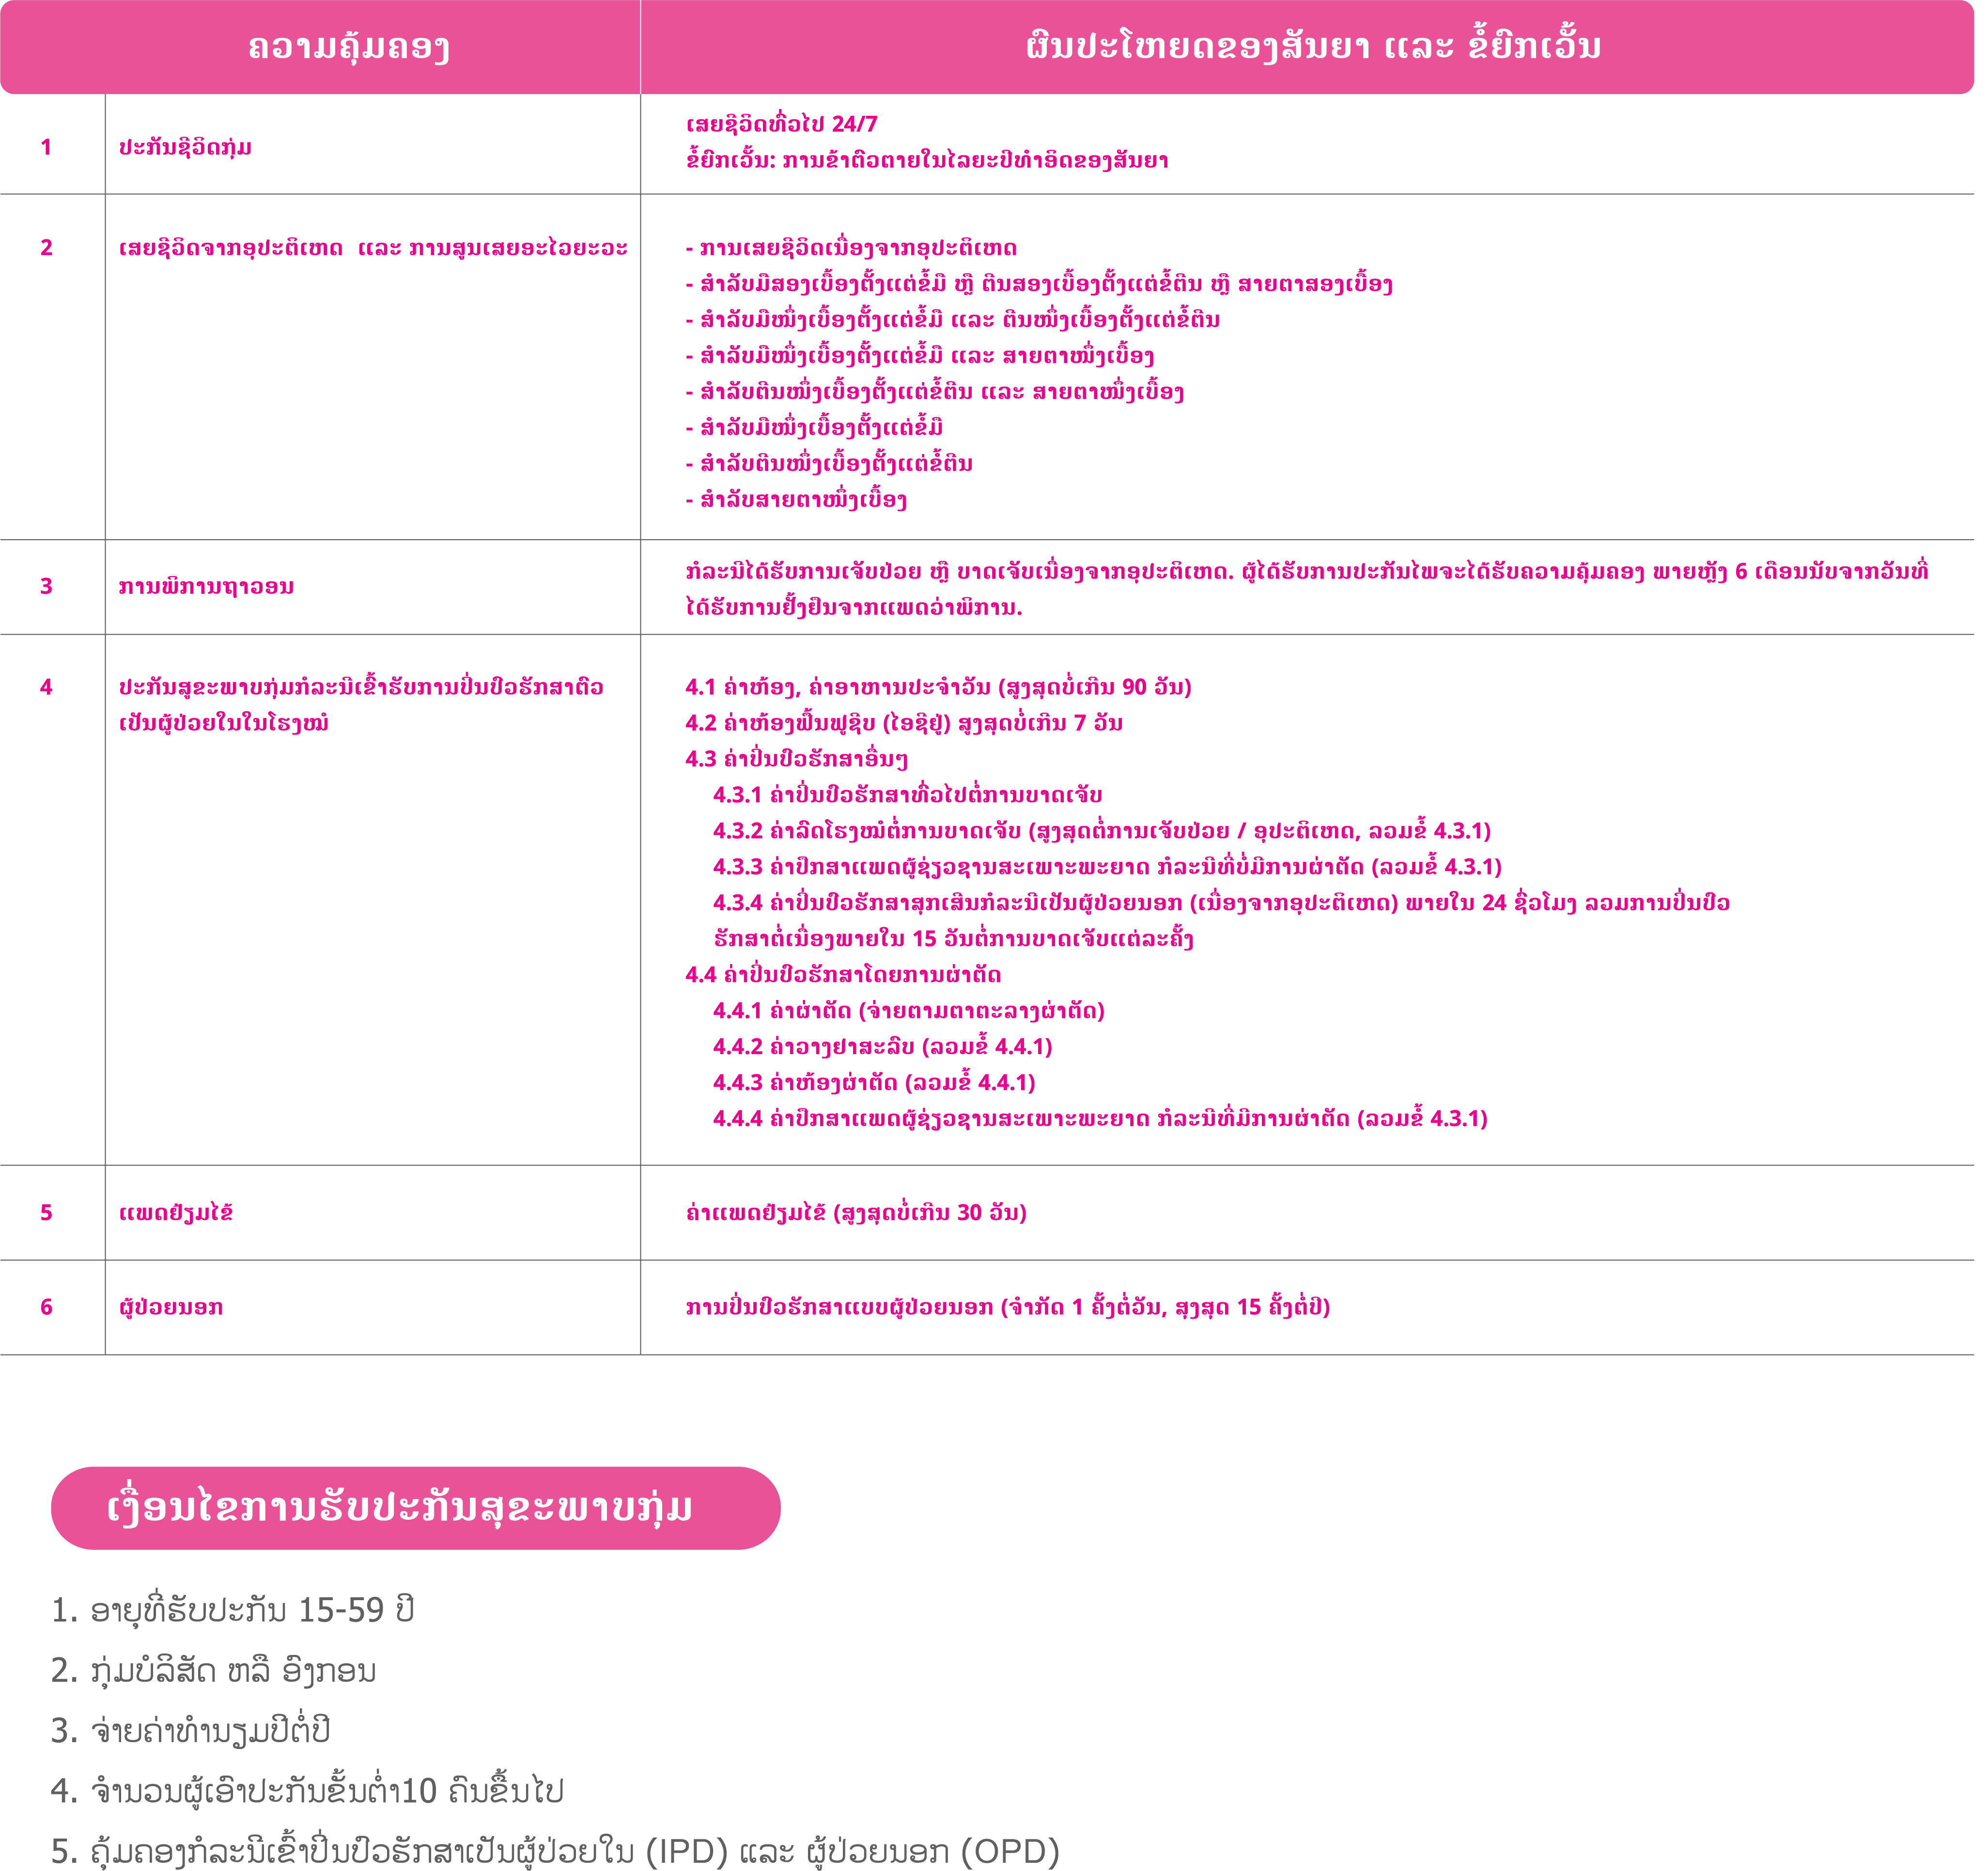 ຄວາມຄຸ້ມຄອງ
ຜົນປະໂຫຍດຂອງສັນຍາ ແລະ ຂໍ້ຍົກເວັ້ນ
1
ປະກັນຊີວິດກຸ່ມ
ເສຍຊີວິດທົ່ວໄປ 24/7
ຂໍ້ຍົກເວັ້ນ: ການຂ້າຕົວຕາຍໃນໄລຍະປີທຳອິດຂອງສັນຍາ
2
ເສຍຊີວິດຈາກອຸປະຕິເຫດ ແລະ ການສູນເສຍອະໄວຍະວະ
- ການເສຍຊີວິດເນື່ອງຈາກອຸປະຕິເຫດ
- ສຳລັບມືສອງເບື້ອງຕັ້ງແຕ່ຂໍ້ມື ຫຼື ຕີນສອງເບື້ອງຕັ້ງແຕ່ຂໍ້ຕີນ ຫຼື ສາຍຕາສອງເບື້ອງ
- ສຳລັບມືໜຶ່ງເບື້ອງຕັ້ງແຕ່ຂໍ້ມື ແລະ ຕີນໜຶ່ງເບື້ອງຕັ້ງແຕ່ຂໍ້ຕີນ
- ສຳລັບມືໜຶ່ງເບື້ອງຕັ້ງແຕ່ຂໍ້ມື ແລະ ສາຍຕາໜຶ່ງເບື້ອງ
- ສຳລັບຕີນໜຶ່ງເບື້ອງຕັ້ງແຕ່ຂໍ້ຕີນ ແລະ ສາຍຕາໜຶ່ງເບື້ອງ
- ສຳລັບມືໜຶ່ງເບື້ອງຕັ້ງແຕ່ຂໍ້ມື
- ສຳລັບຕີນໜຶ່ງເບື້ອງຕັ້ງແຕ່ຂໍ້ຕີນ
- ສຳລັບສາຍຕາໜຶ່ງເບື້ອງ
3
ການພິການຖາວອນ
ກໍລະນີໄດ້ຮັບການເຈັບປ່ວຍ ຫຼື ບາດເຈັບເນື່ອງຈາກອຸປະຕິເຫດ. ຜູ້ໄດ້ຮັບການປະກັນໄພຈະໄດ້ຮັບຄວາມຄຸ້ມຄອງ ພາຍຫຼັງ 6 ເດືອນນັບຈາກວັນທີ່
ໄດ້ຮັບການຢັ້ງຢືນຈາກແພດວ່າພິການ.
4
ປະກັນສູຂະພາບກຸ່ມກໍລະນີເຂົ້າຮັບການປິ່ນປົວຮັກສາຕົວ
ເປັນຜູ້ປ່ວຍໃນໃນໂຮງໝໍ
4.1 ຄ່າຫ້ອງ, ຄ່າອາຫານປະຈຳວັນ (ສູງສຸດບໍ່ເກີນ 90 ວັນ)
4.2 ຄ່າຫ້ອງຟື້ນຟູຊີບ (ໄອຊີຢູ່) ສູງສຸດບໍ່ເກີນ 7 ວັນ
4.3 ຄ່າປິ່ນປົວຮັກສາອື່ນໆ
4.3.1 ຄ່າປິ່ນປົວຮັກສາທົ່ວໄປຕໍ່ການບາດເຈັບ
4.3.2 ຄ່າລົດໂຮງໝໍຕໍ່ການບາດເຈັບ (ສູງສຸດຕໍ່ການເຈັບປ່ວຍ / ອຸປະຕິເຫດ, ລວມຂໍ້ 4.3.1)
4.3.3 ຄ່າປຶກສາແພດຜູ້ຊ່ຽວຊານສະເພາະພະຍາດ ກໍລະນີທີ່ບໍ່ມີການຜ່າຕັດ (ລວມຂໍ້ 4.3.1)
4.3.4 ຄ່າປິ່ນປົວຮັກສາສຸກເສີນກໍລະນີເປັນຜູ້ປ່ວຍນອກ (ເນື່ອງຈາກອຸປະຕິເຫດ) ພາຍໃນ 24 ຊົ່ວໂມງ ລວມການປິ່ນປົວ
ຮັກສາຕໍ່ເນື່ອງພາຍໃນ 15 ວັນຕໍ່ການບາດເຈັບແຕ່ລະຄັ້ງ
4.4 ຄ່າປິ່ນປົວຮັກສາໂດຍການຜ່າຕັດ
4.4.1 ຄ່າຜ່າຕັດ (ຈ່າຍຕາມຕາຕະລາງຜ່າຕັດ)
4.4.2 ຄ່າວາງຢາສະລົບ (ລວມຂໍ້ 4.4.1)
4.4.3 ຄ່າຫ້ອງຜ່າຕັດ (ລວມຂໍ້ 4.4.1)
4.4.4 ຄ່າປຶກສາແພດຜູ້ຊ່ຽວຊານສະເພາະພະຍາດ ກໍລະນີທີ່ມີການຜ່າຕັດ (ລວມຂໍ້ 4.3.1)
5
ແພດຢ້ຽມໄຂ້
ຄ່າແພດຢ້ຽມໄຂ້ (ສູງສຸດບໍ່ເກີນ 30 ວັນ)
6
ຜູ້ປ່ວຍນອກ
ການປິ່ນປົວຮັກສາແບບຜູ້ປ່ວຍນອກ (ຈຳກັດ 1 ຄັ້ງຕໍ່ວັນ, ສຸງສຸດ 15 ຄັ້ງຕໍ່ປີ)
ເງື່ອນໄຂການຮັບປະກັນສຸຂະພາບກຸ່ມ
1. ອາຍຸທີ່ຮັບປະກັນ 15-59 ປີ
2. ກຸ່ມບໍລິສັດ ຫລື ອົງກອນ
3. ຈ່າຍຄ່າທຳນຽມປີຕໍ່ປີ
4. ຈຳນວນຜູ້ເອົາປະກັນຂັ້ນຕ່ຳ10 ຄົນຂື້ນໄປ
5. ຄຸ້ມຄອງກໍລະນີເຂົ້າປິ່ນປົວຮັກສາເປັນຜູ້ປ່ວຍໃນ (IPD) ແລະ ຜູ້ປ່ວຍນອກ (OPD)